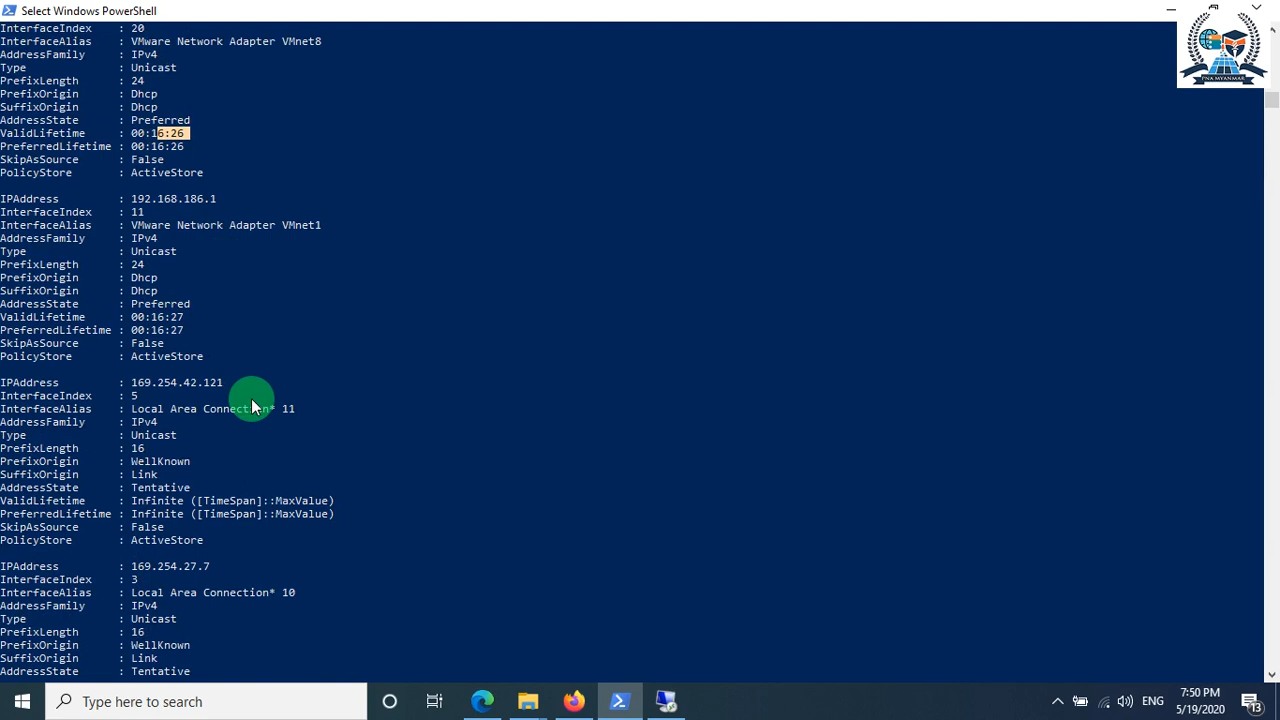 Select Windows PowerShell
InterfaceIndex : 20
InterfaceAlias : VMware Network Adapter VMnet8
AddressFamily : IPv4
Type : Unicast
PrefixLength : 24
PrefixOrigin : Dhcp
SuffixOrigin : Dhcp
AddressState : Preferred
ValidLifetime : 00:16:26
PreferredLifetime : 00:16:26
SkipAsSource : False
PolicyStore : ActiveStore
IPAddress : 192.168.186.1
InterfaceIndex : 11
InterfaceAlias : VMware Network Adapter VMnet1
AddressFamily : IPv4
Type : Unicast
PrefixLength : 24
PrefixOrigin : Dhcp
SuffixOrigin : Dhcp
AddressState : Preferred
ValidLifetime : 00:16:27
PreferredLifetime : 00:16:27
SkipAsSource : False
PolicyStore : ActiveStore
IPAddress : 169.254.42.121
InterfaceIndex : 5
InterfaceAlias : Local Area Connection* 11
AddressFamily : IPv4
Type : Unicast
PrefixLength : 16
PrefixOrigin : WellKnown
SuffixOrigin : Link
AddressState : Tentative
ValidLifetime : Infinite ([TimeSpan]::MaxValue)
PreferredLifetime : Infinite ([TimeSpan]::MaxValue)
SkipAsSource : False
PolicyStore : ActiveStore
IPAddress : 169.254.27.7
InterfaceIndex : 3
InterfaceAlias : Local Area Connection* 10
AddressFamily : IPv4
Type : Unicast
PrefixLength : 16
PrefixOrigin : WellKnown
SuffixOrigin : Link
AddressState : Tentative
PNA MYANMAR
Type here to search
ENG
7:50 PM
5/19/2020
13